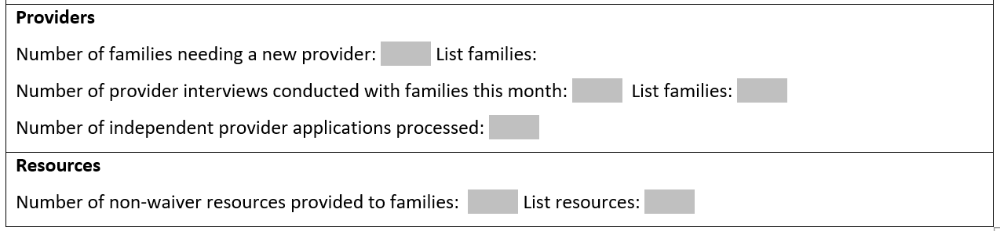 Providers
Number of families needing a new provider: List families:
Number of provider interviews conducted with families this month: List families:
Number of independent provider applications processed:
Resources
Number of non-waiver resources provided to families: List resources: